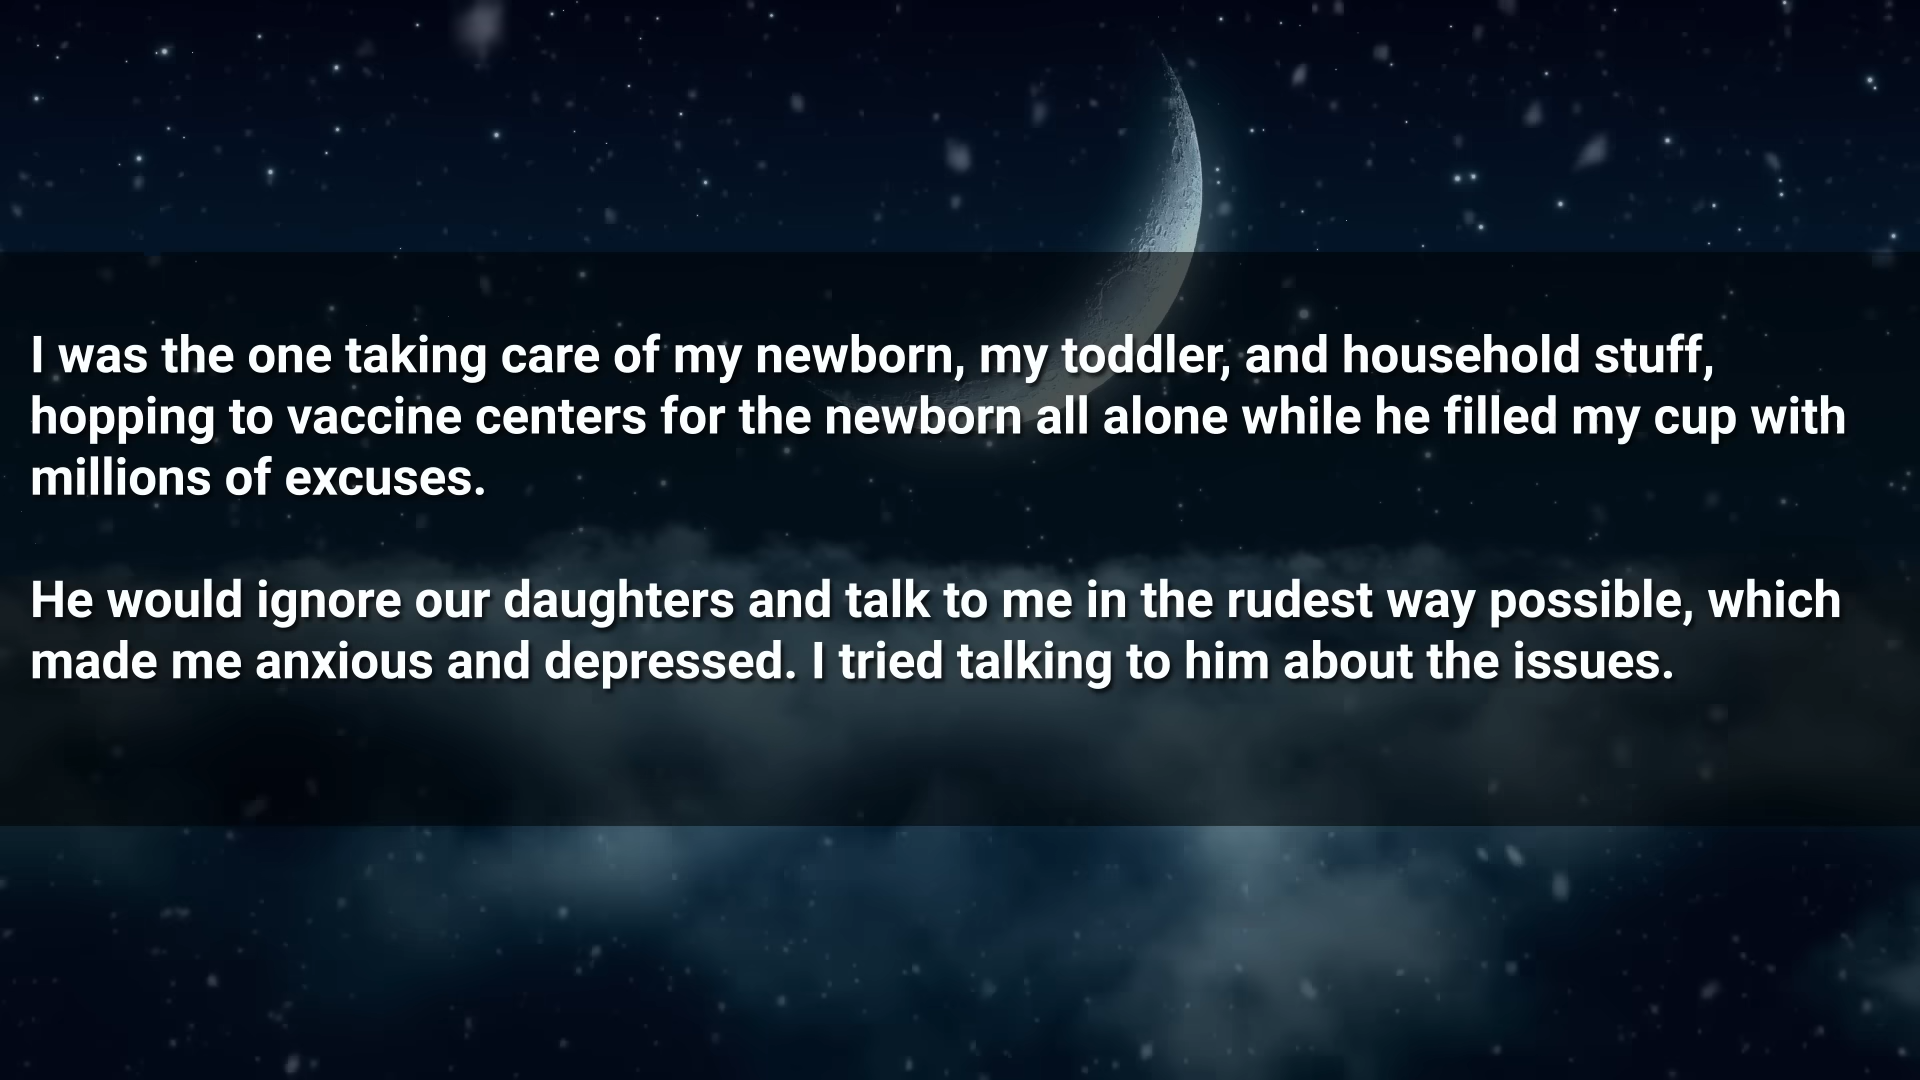 I was the one taking care of my newborn, my toddler, and household stuff,
hopping to vaccine centers for the newborn all alone while he filled my cup with
millions of excuses.
He would ignore our daughters and talk to me in the rudest way possible, which
made me anxious and depressed. I tried talking to him about the issues.